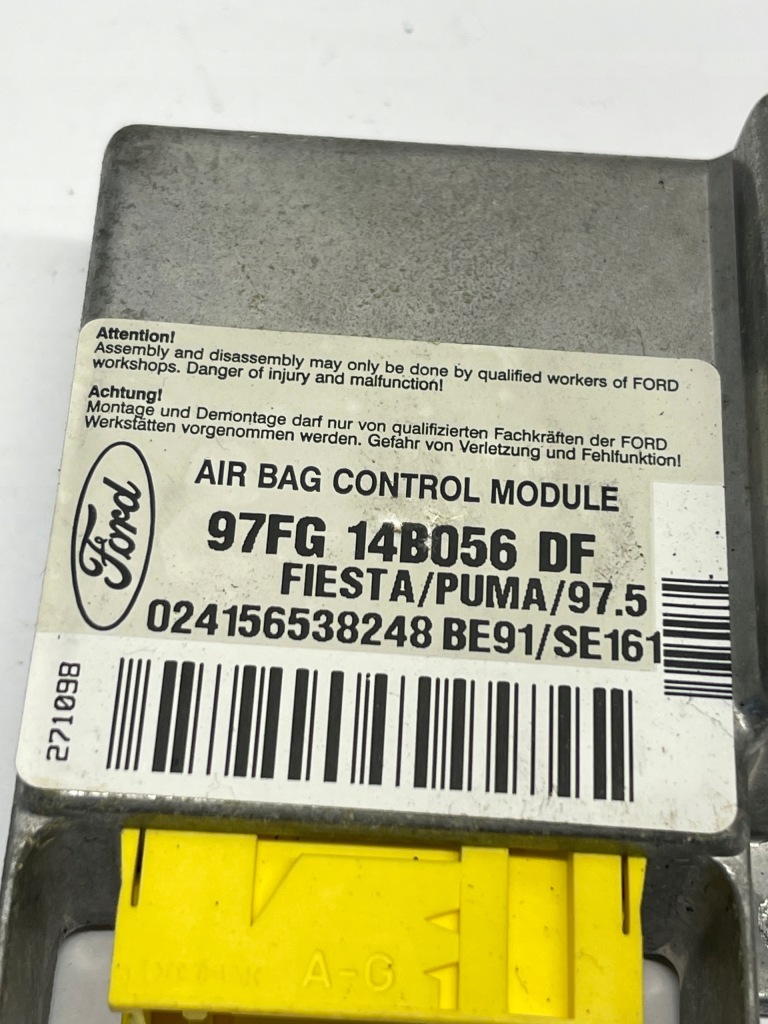 Attention!
Assembly and disassembly may only be done by qualified workers of FORD
workshops. Danger of injury and malfunction!
Achtung!
Montage und Demontage darf nur von qualifizierten Fachkräften der FORD
Werkstätten vorgenommen werden. Gefahr von Verletzung und Fehlfunktion!
Ford
AIR BAG CONTROL MODULE
97FG 14B056 DF
FIESTA/PUMA/97.5
024156538248 BE91/SE161
271098
A-G